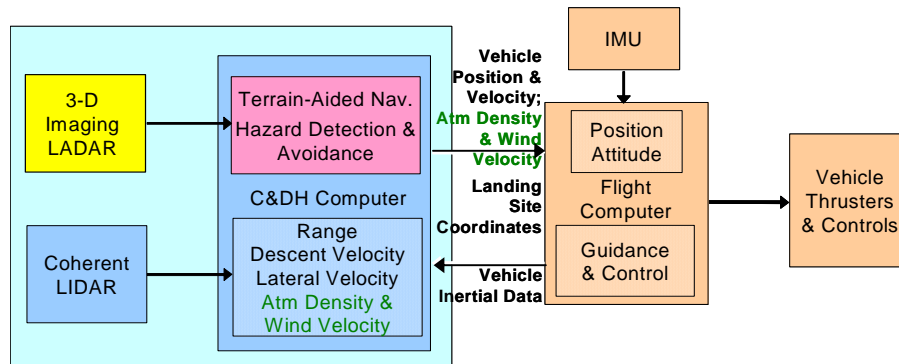 3-D
Imaging
LADAR
Coherent
LIDAR
Terrain-Aided Nav.
Hazard Detection &
Avoidance
C&DH Computer
Range
Descent Velocity
Lateral Velocity
Atm Density &
Wind Velocity
Vehicle
Position &
Velocity;
Atm Density
& Wind
Velocity
Landing
Site
Coordinates
Vehicle
Inertial Data
IMU
Position
Attitude
Flight
Computer
Guidance
& Control
Vehicle
Thrusters
& Controls